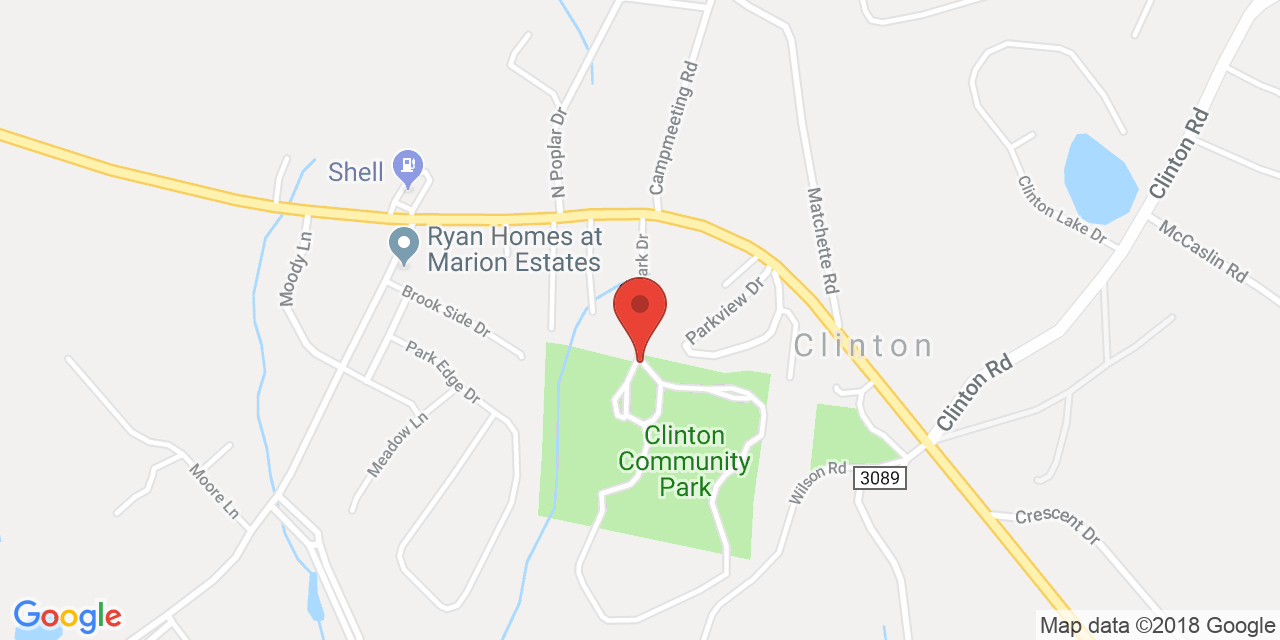 Campmeeting Rd
N Poplar Dr
Clinton Rd
Shell
Matchette Rd
Clinton Lake Dr
McCaslin Rd
Ryan Homes at
Marion Estates
Moody Ln
Brook Side Dr
Parkview Dr
Clinton
Park Edge Dr
Clinton Rd
Meadow Ln
Clinton
Community
Park
Wilson Rd
3089
Moore Ln
Crescent Dr
Google
Map data ©2018 Google